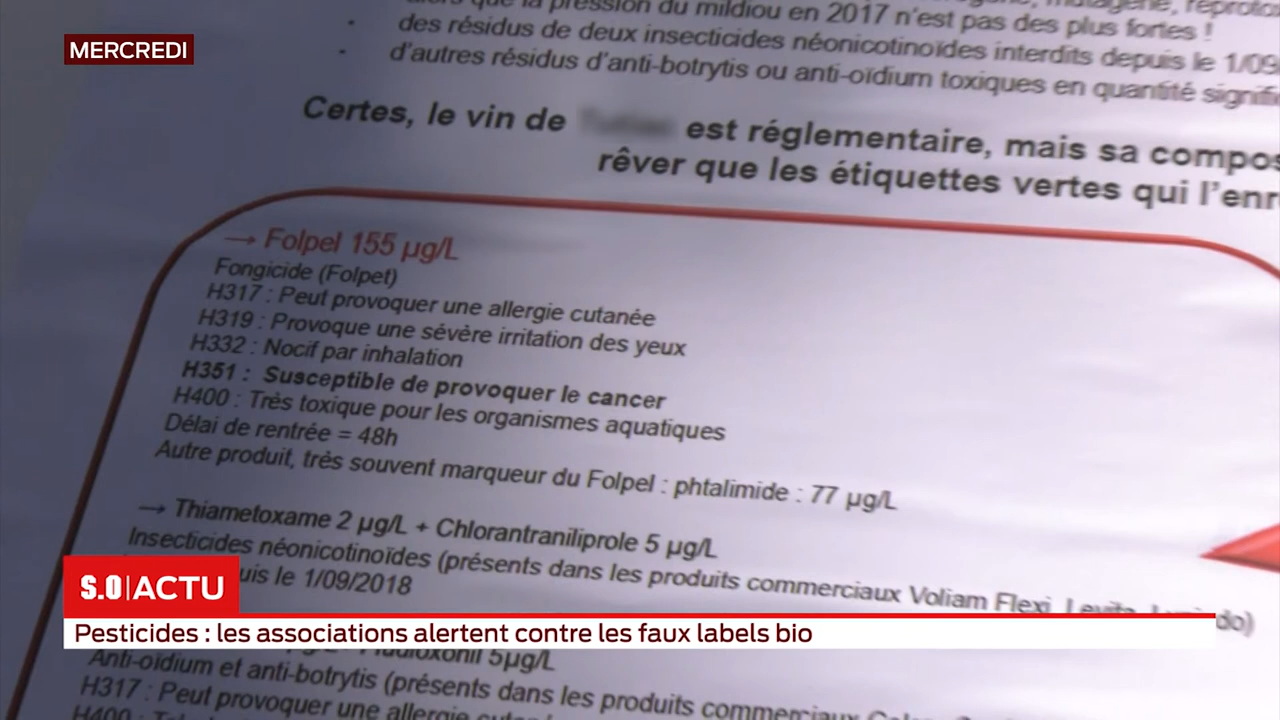 MERCREDI
que la pression du mildiou en 2017 n'est pas des plus fortes !
- des résidus de deux insecticides néonicotinoïdes interdits depuis le 1/09
- d'autres résidus d'anti-botrytis ou anti-oïdium toxiques en quantité signifi
Certes, le vin de est réglementaire, mais sa compos
rêver que les étiquettes vertes qui l'enr
→ Folpel 155 µg/L
Fongicide (Folpet)
H317 : Peut provoquer une allergie cutanée
H319 : Provoque une sévère irritation des yeux
H332 : Nocif par inhalation
H351 : Susceptible de provoquer le cancer
H400 : Très toxique pour les organismes aquatiques
Délai de rentrée = 48h
Autre produit, très souvent marqueur du Folpel : phtalimide : 77 µg/L
→ Thiametoxame 2 µg/L + Chlorantraniliprole 5 µg/L
Insecticides néonicotinoïdes (présents dans les produits commerciaux Voliam Flexi, do)
uis le 1/09/2018
S.O|ACTU
Pesticides : les associations alertent contre les faux labels bio
5µg/L
Anti-oïdium et anti-botrytis (présents dans les produits commerciaux
H317 : Peut provoquer une allergie
H400 :